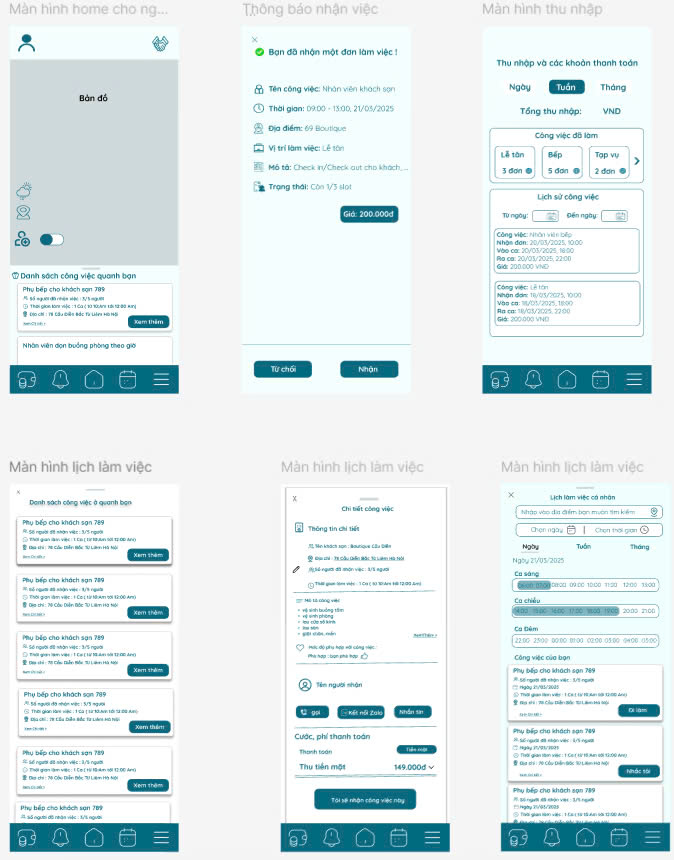 Màn hình home cho ng...
Bản đồ
Danh sách công việc quanh bạn
Phụ bếp cho khách sạn 789
Số người đã nhận việc : 3/5 người
Thời gian làm việc : 1 Ca ( từ 10:Am tới 12:00 Am)
Địa chỉ : 78 Cầu Diễn Bắc Từ Liêm Hà Nội
Xem Chi tiết >
Xem thêm
Nhân viên dọn buồng phòng theo giờ
Thông báo nhận việc
Bạn đã nhận một đơn làm việc !
Tên công việc: Nhân viên khách sạn
Thời gian: 09:00 - 13:00, 21/03/2025
Địa điểm: 69 Boutique
Vị trí làm việc: Lễ tân
Mô tả: Check in/Check out cho khách,...
Trạng thái: Còn 1/3 slot
Giá: 200.000đ
Từ chối
Nhận
Màn hình thu nhập
Thu nhập và các khoản thanh toán
Ngày Tuần Tháng
Tổng thu nhập: VND
Công việc đã làm
Lễ tân Bếp Tạp vụ
3 đơn 5 đơn 2 đơn
Lịch sử công việc
Từ ngày: Đến ngày:
Công việc: Nhân viên bếp
Nhận đơn: 20/03/2025, 10:00
Vào ca: 20/03/2025, 16:00
Ra ca: 20/03/2025, 22:00
Giá: 200.000 VND
Công việc: Lễ tân
Nhận đơn: 18/03/2025, 10:00
Vào ca: 18/03/2025, 18:00
Ra ca: 18/03/2025, 22:00
Giá: 200.000 VND
Màn hình lịch làm việc
Danh sách công việc ở quanh bạn
Phụ bếp cho khách sạn 789
Số người đã nhận việc : 3/5 người
Thời gian làm việc : 1 Ca ( từ 10:Am tới 12:00 Am)
Địa chỉ : 78 Cầu Diễn Bắc Từ Liêm Hà Nội
Xem Chi tiết >
Xem thêm
Phụ bếp cho khách sạn 789
Số người đã nhận việc : 3/5 người
Thời gian làm việc : 1 Ca ( từ 10:Am tới 12:00 Am)
Địa chỉ : 78 Cầu Diễn Bắc Từ Liêm Hà Nội
Xem Chi tiết >
Xem thêm
Phụ bếp cho khách sạn 789
Số người đã nhận việc : 3/5 người
Thời gian làm việc : 1 Ca ( từ 10:Am tới 12:00 Am)
Địa chỉ : 78 Cầu Diễn Bắc Từ Liêm Hà Nội
Xem Chi tiết >
Xem thêm
Phụ bếp cho khách sạn 789
Số người đã nhận việc : 3/5 người
Thời gian làm việc : 1 Ca ( từ 10:Am tới 12:00 Am)
Địa chỉ : 78 Cầu Diễn Bắc Từ Liêm Hà Nội
Xem Chi tiết >
Xem thêm
Phụ bếp cho khách sạn 789
Số người đã nhận việc : 3/5 người
Thời gian làm việc : 1 Ca ( từ 10:Am tới 12:00 Am)
Địa chỉ : 78 Cầu Diễn Bắc Từ Liêm Hà Nội
Xem Chi tiết >
Xem thêm
Phụ bếp cho khách sạn 789
Số người đã nhận việc : 3/5 người
Màn hình lịch làm việc
Chi tiết công việc
Thông tin chi tiết
Tên khách sạn : Boutique Cầu Diễn
Địa chỉ : 78 Cầu Diễn Bắc Từ Liêm Hà Nội
Số người đã nhận việc : 3/5 người
Thời gian làm việc : 1 Ca ( từ 10:Am tới 12:00 Am)
Mô tả công việc
vệ sinh buồng tắm
vệ sinh phòng
lau cửa sổ kính
lau sàn
giặt chăn, mền
Xem Thêm >
Mức độ phù hợp với công việc:
Phù hợp : bạn phù hợp
Tên người nhận
gọi
Kết nối Zalo
Nhắn tin
Cước, phí thanh toán
Thanh toán
Tiền mặt
Thu tiền mặt 149.000đ
Tôi sẽ nhận công việc này
Màn hình lịch làm việc
Lịch làm việc cá nhân
Nhập vào địa điểm bạn muốn tìm kiếm
Chọn ngày | Chọn thời gian
Ngày Tuần Tháng
Ngày 21/03/2025
Ca sáng
07:00 08:00 09:00 10:00 11:00 12:00 13:00
Ca chiều
14:00 15:00 16:00 17:00 18:00 19:00 20:00 21:00
Ca Đêm
22:00 23:00 00:00 01:00 02:00 03:00 04:00 05:00
Công việc của bạn
Phụ bếp cho khách sạn 789
Số người đã nhận việc : 3/5 người
Ngày 21/03/2025
Thời gian làm việc : 1 Ca ( từ 10:Am tới 12:00 Am)
Địa chỉ : 78 Cầu Diễn Bắc Từ Liêm Hà Nội
Xem Chi tiết >
Đi làm
Phụ bếp cho khách sạn 789
Số người đã nhận việc : 3/5 người
Ngày 21/03/2025
Thời gian làm việc : 1 Ca ( từ 10:Am tới 12:00 Am)
Địa chỉ : 78 Cầu Diễn Bắc Từ Liêm Hà Nội
Xem Chi tiết >
Nhắc tôi
Phụ bếp cho khách sạn 789
Số người đã nhận việc : 3/5 người
Ngày 21/03/2025
Thời gian làm việc : 1 Ca ( từ 10:Am tới 12:00 Am)